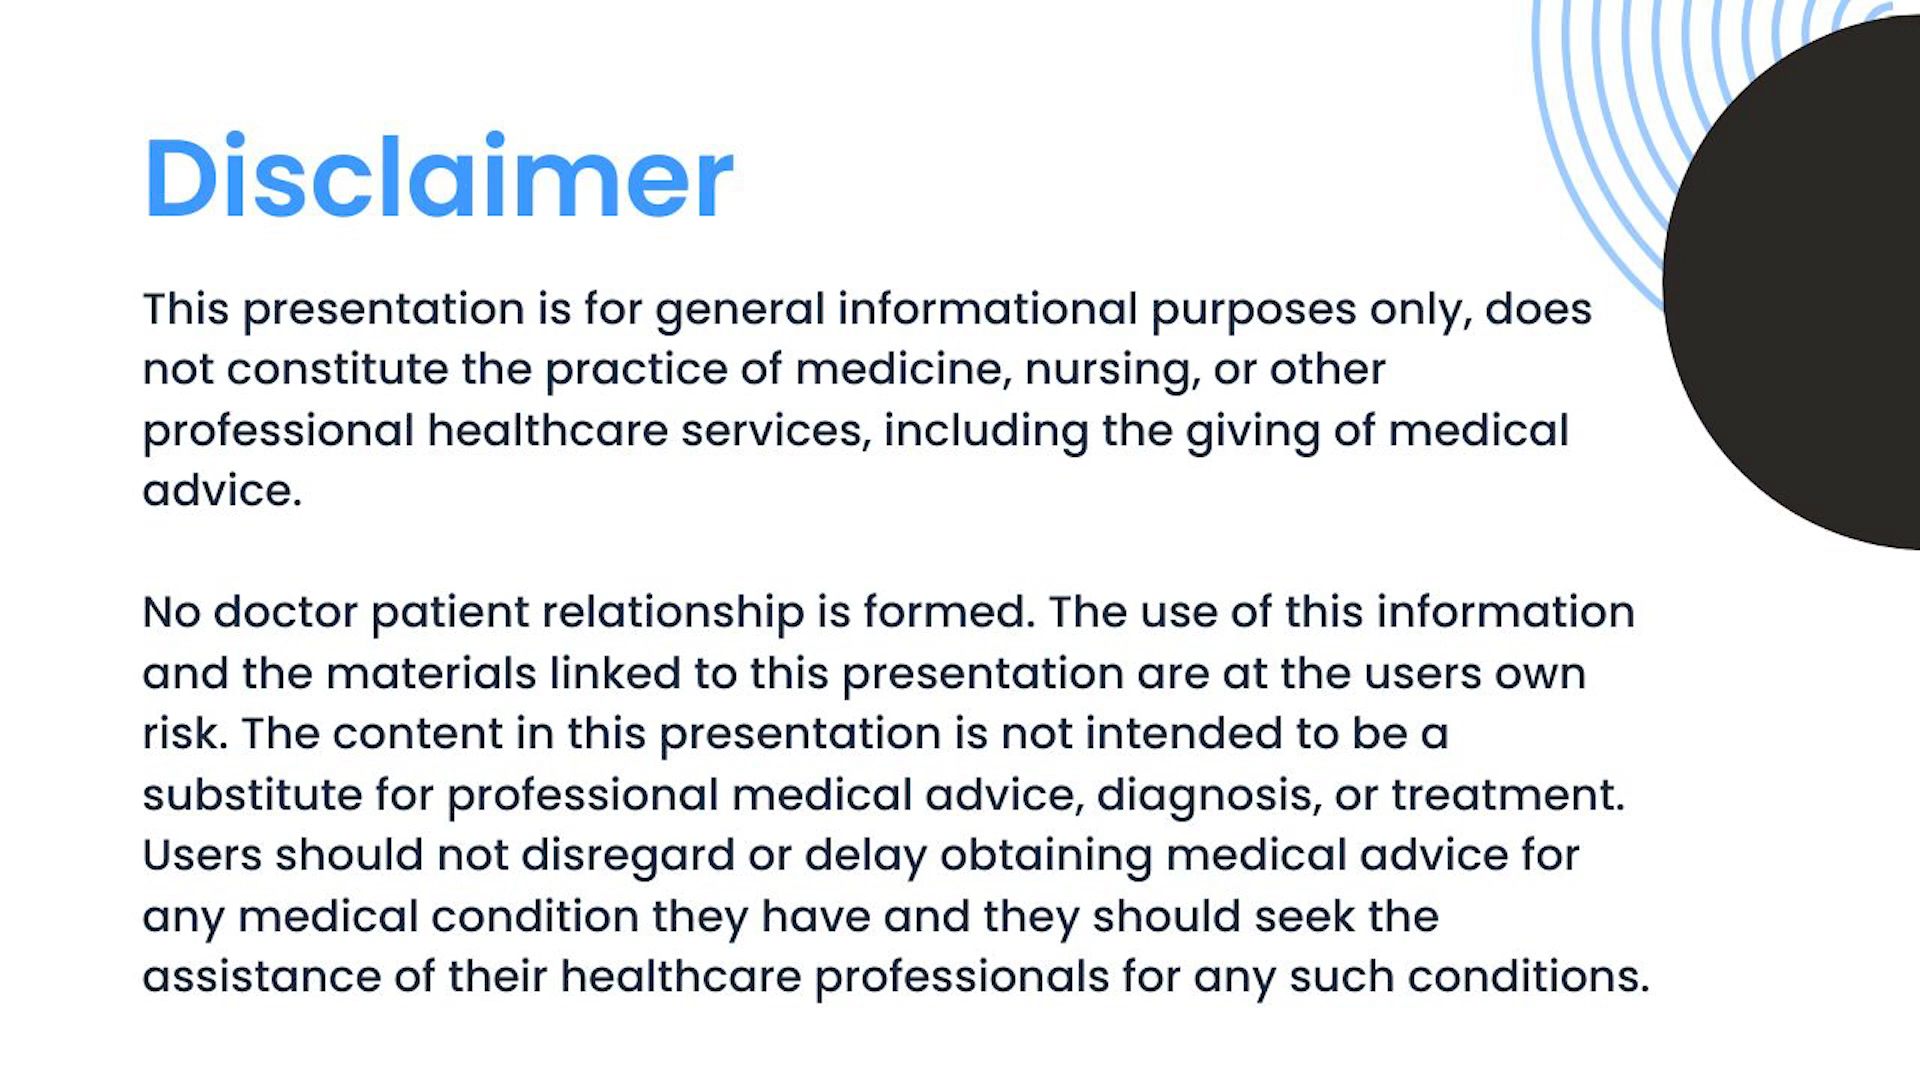 Disclaimer
This presentation is for general informational purposes only, does
not constitute the practice of medicine, nursing, or other
professional healthcare services, including the giving of medical
advice.
No doctor patient relationship is formed. The use of this information
and the materials linked to this presentation are at the users own
risk. The content in this presentation is not intended to be a
substitute for professional medical advice, diagnosis, or treatment.
Users should not disregard or delay obtaining medical advice for
any medical condition they have and they should seek the
assistance of their healthcare professionals for any such conditions.